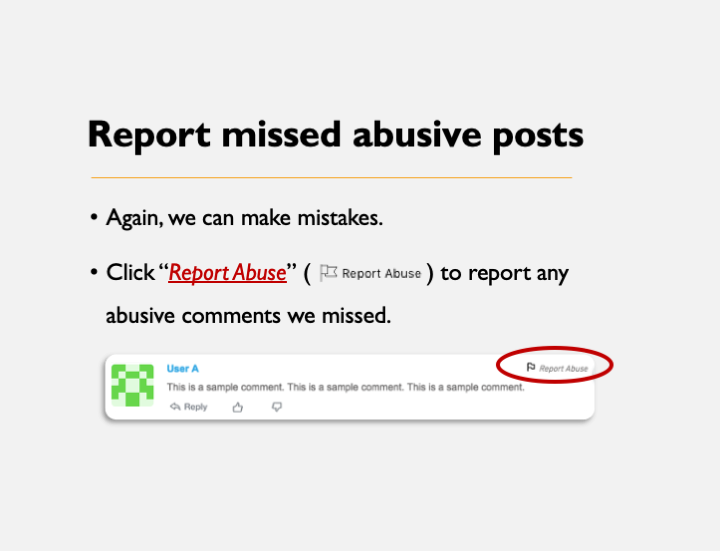 Report missed abusive posts
• Again, we can make mistakes.
• Click “Report Abuse” ( Report Abuse ) to report any
abusive comments we missed.
User A
Report Abuse
This is a sample comment. This is a sample comment. This is a sample comment.
Reply